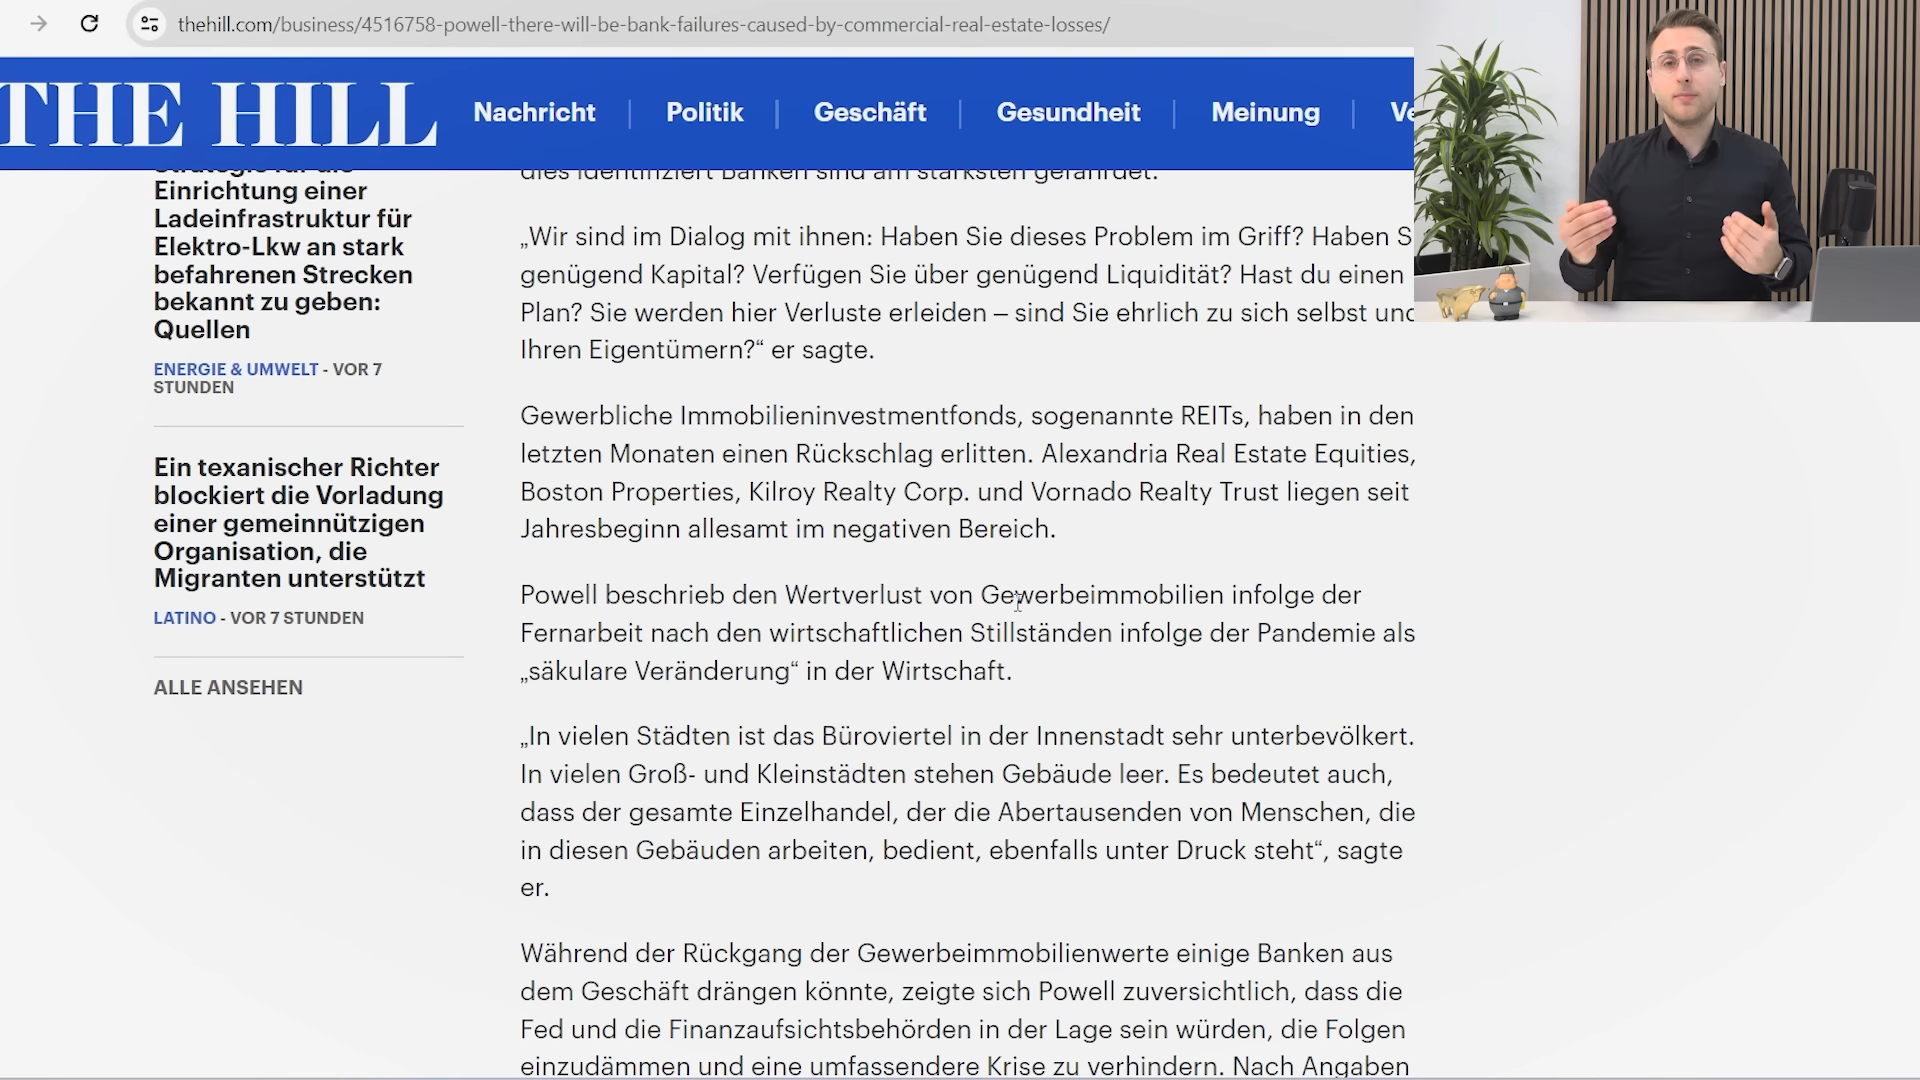 thehill.com/business/4516758-powell-there-will-be-bank-failures-caused-by-commercial-real-estate-losses/
THE HILL
Nachricht
Politik
Geschäft
Gesundheit
Meinung
Ve
Strategie für die
Einrichtung einer
Ladeinfrastruktur für
Elektro-Lkw an stark
befahrenen Strecken
bekannt zu geben:
Quellen
ENERGIE & UMWELT - VOR 7
STUNDEN
Ein texanischer Richter
blockiert die Vorladung
einer gemeinnützigen
Organisation, die
Migranten unterstützt
LATINO - VOR 7 STUNDEN
ALLE ANSEHEN
dies identifiziert Banken sind am stärksten gefährdet.
„Wir sind im Dialog mit ihnen: Haben Sie dieses Problem im Griff? Haben S
genügend Kapital? Verfügen Sie über genügend Liquidität? Hast du einen
Plan? Sie werden hier Verluste erleiden – sind Sie ehrlich zu sich selbst und
Ihren Eigentümern?“ er sagte.
Gewerbliche Immobilieninvestmentfonds, sogenannte REITs, haben in den
letzten Monaten einen Rückschlag erlitten. Alexandria Real Estate Equities,
Boston Properties, Kilroy Realty Corp. und Vornado Realty Trust liegen seit
Jahresbeginn allesamt im negativen Bereich.
Powell beschrieb den Wertverlust von Gewerbeimmobilien infolge der
Fernarbeit nach den wirtschaftlichen Stillständen infolge der Pandemie als
„säkulare Veränderung“ in der Wirtschaft.
„In vielen Städten ist das Büroviertel in der Innenstadt sehr unterbevölkert.
In vielen Groß- und Kleinstädten stehen Gebäude leer. Es bedeutet auch,
dass der gesamte Einzelhandel, der die Abertausenden von Menschen, die
in diesen Gebäuden arbeiten, bedient, ebenfalls unter Druck steht“, sagte
er.
Während der Rückgang der Gewerbeimmobilienwerte einige Banken aus
dem Geschäft drängen könnte, zeigte sich Powell zuversichtlich, dass die
Fed und die Finanzaufsichtsbehörden in der Lage sein würden, die Folgen
einzudämmen und eine umfassendere Krise zu verhindern. Nach Angaben